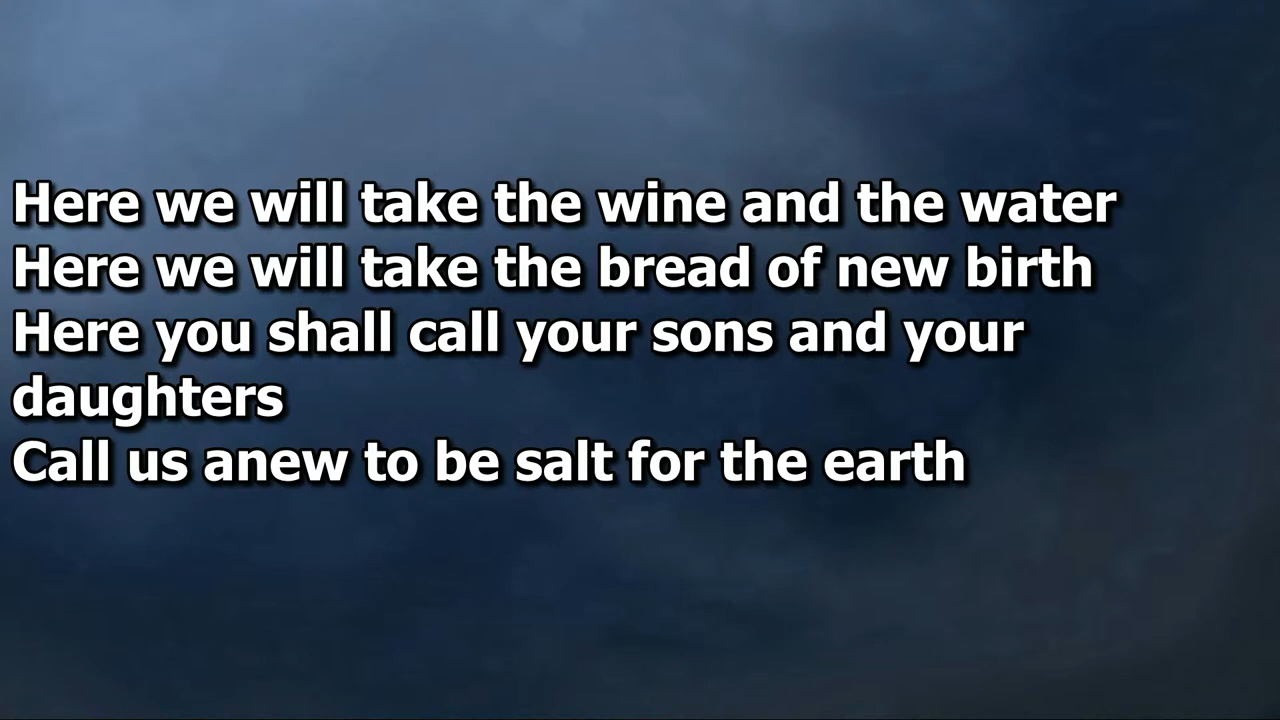 Here we will take the wine and the water
Here we will take the bread of new birth
Here you shall call your sons and your
daughters
Call us anew to be salt for the earth